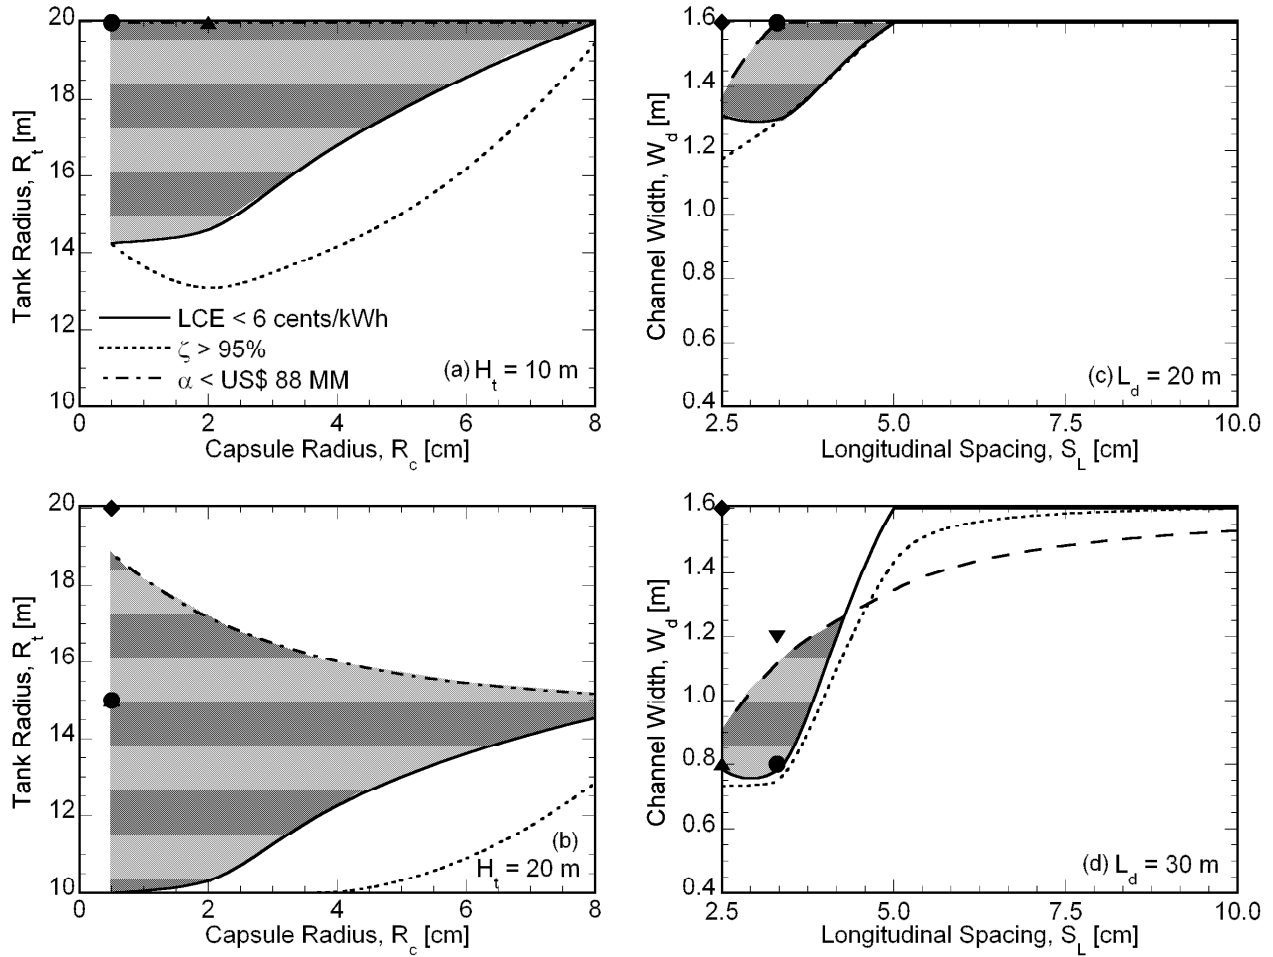 20
18
16
14
12
10
Tank Radius, R_t [m]
LCE < 6 cents/kWh
ζ > 95%
α < US$ 88 MM
(a) H_t = 10 m
0 2 4 6 8
Capsule Radius, R_c [cm]
1.6
1.4
1.2
1.0
0.8
0.6
0.4
Channel Width, W_d [m]
(c) L_d = 20 m
2.5 5.0 7.5 10.0
Longitudinal Spacing, S_L [cm]
20
18
16
14
12
10
Tank Radius, R_t [m]
(b)
H_t = 20 m
0 2 4 6 8
Capsule Radius, R_c [cm]
1.6
1.4
1.2
1.0
0.8
0.6
0.4
Channel Width, W_d [m]
(d) L_d = 30 m
2.5 5.0 7.5 10.0
Longitudinal Spacing, S_L [cm]